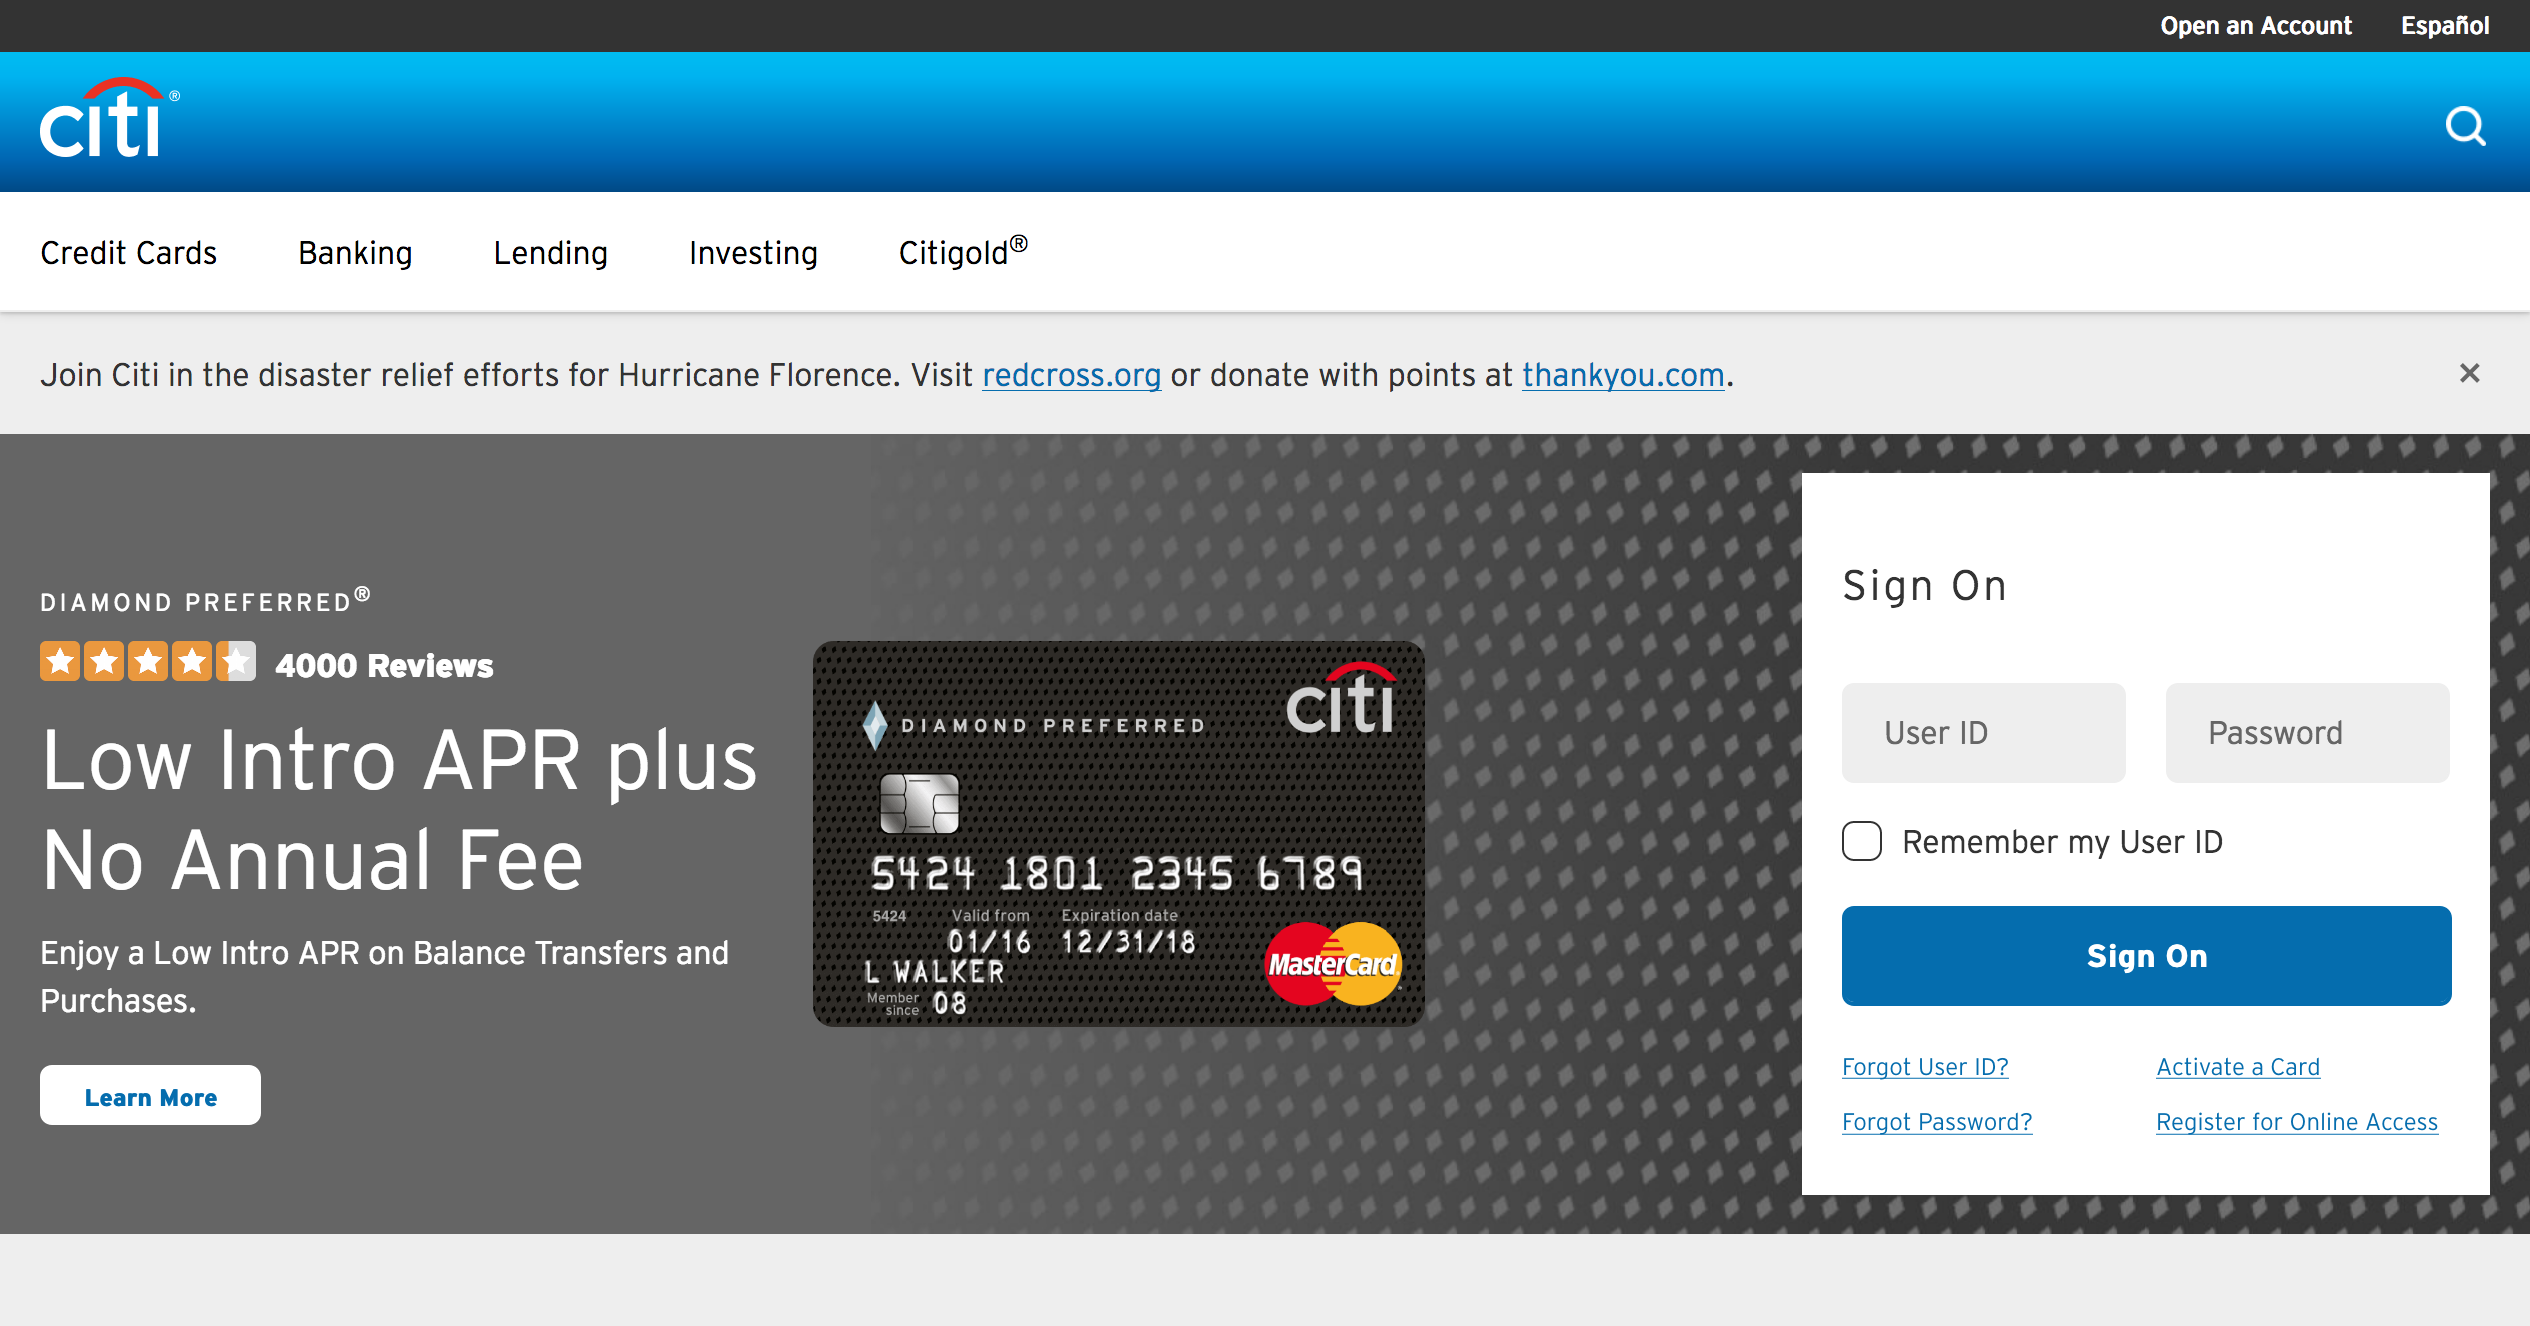 Open an Account Español
citi®
Credit Cards Banking Lending Investing Citigold®
Join Citi in the disaster relief efforts for Hurricane Florence. Visit redcross.org or donate with points at thankyou.com.
DIAMOND PREFERRED®
4000 Reviews
Low Intro APR plus
No Annual Fee
Enjoy a Low Intro APR on Balance Transfers and
Purchases.
Learn More
citi
DIAMOND PREFERRED
5424 1801 2345 6789
5424 Valid from Expiration date
01/16 12/31/18
L WALKER
Member
since 08
MasterCard
Sign On
User ID Password
Remember my User ID
Sign On
Forgot User ID? Activate a Card
Forgot Password? Register for Online Access